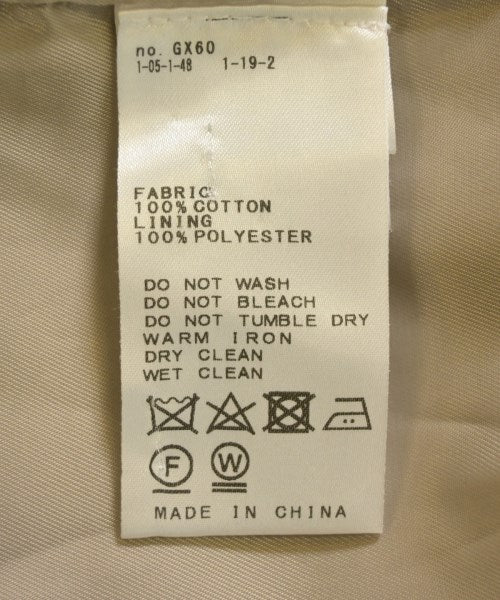 no. GX60
1-05-1-48 1-19-2
FABRIC
100% COTTON
LINING
100% POLYESTER
DO NOT WASH
DO NOT BLEACH
DO NOT TUMBLE DRY
WARM IRON
DRY CLEAN
WET CLEAN
F W
MADE IN CHINA